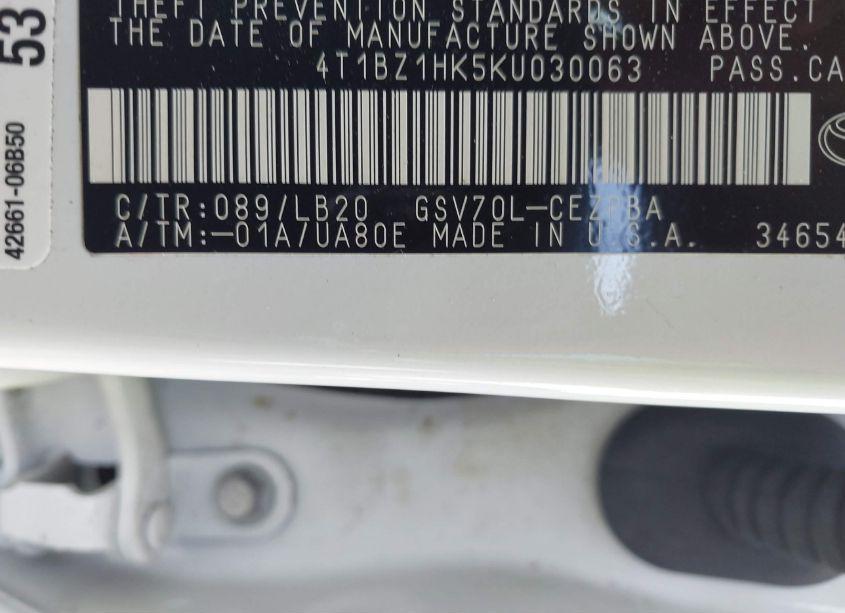 THEFT PREVENTION STANDARDS IN EFFECT
THE DATE OF MANUFACTURE SHOWN ABOVE.
4T1BZ1HK5KU030063 PASS.CA
C/TR:089/LB20 GSV70L-CEZRBA
A/TM:-01A/UA80E MADE IN U.S.A. 34654
53
42661-06B50